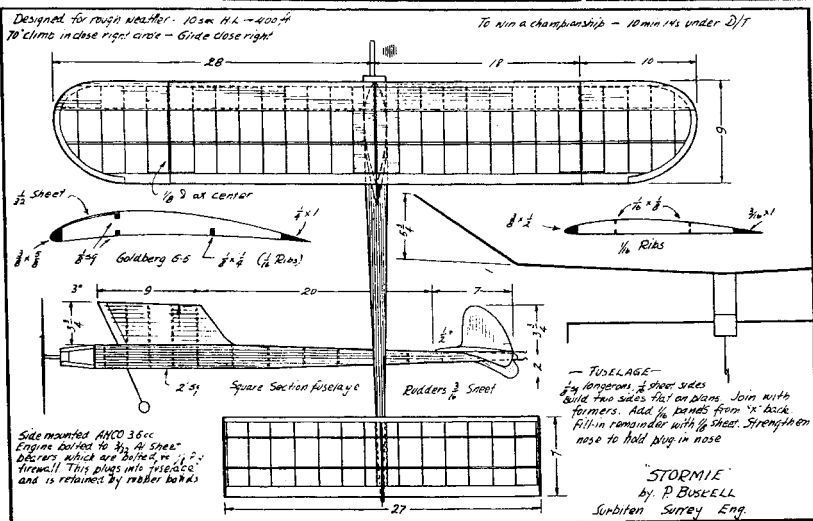 Designed for rough weather - 10 sec H.L - 400 ft
70° climb in close right circle - Glide close right
To win a championship - 10 min 14s under D/T
28
18
10
9
1/8 at center
1/32 Sheet
3/8 x 5/8
1/8 sq
Goldberg G-5
1/8 x 1/4
(1/16 Ribs)
1/4 x 1
5 1/4
3/8 x 1/2
1/16 x 1/8
3/16 x 1
1/16 Ribs
3°
9
20
7
3 3/4
1/2°
3 3/4
2
2" sq
Square Section fuselage
Rudders 3/16 Sheet
- FUSELAGE -
1/8 sq longerons, sheet sides
Build two sides flat on plans. Join with
formers. Add 1/16 panels from "X" back
Fill in remainder with sheet. Strengthen
nose to hold plug-in nose
Side mounted AMCO 3.5cc
Engine bolted to 3/32 Al Sheet
bearers which are bolted
firewall. This plugs into fuselage
and is retained by rubber bands
7
27
"STORMIE"
by. P. BUSKELL
Surbiten Surrey Eng.